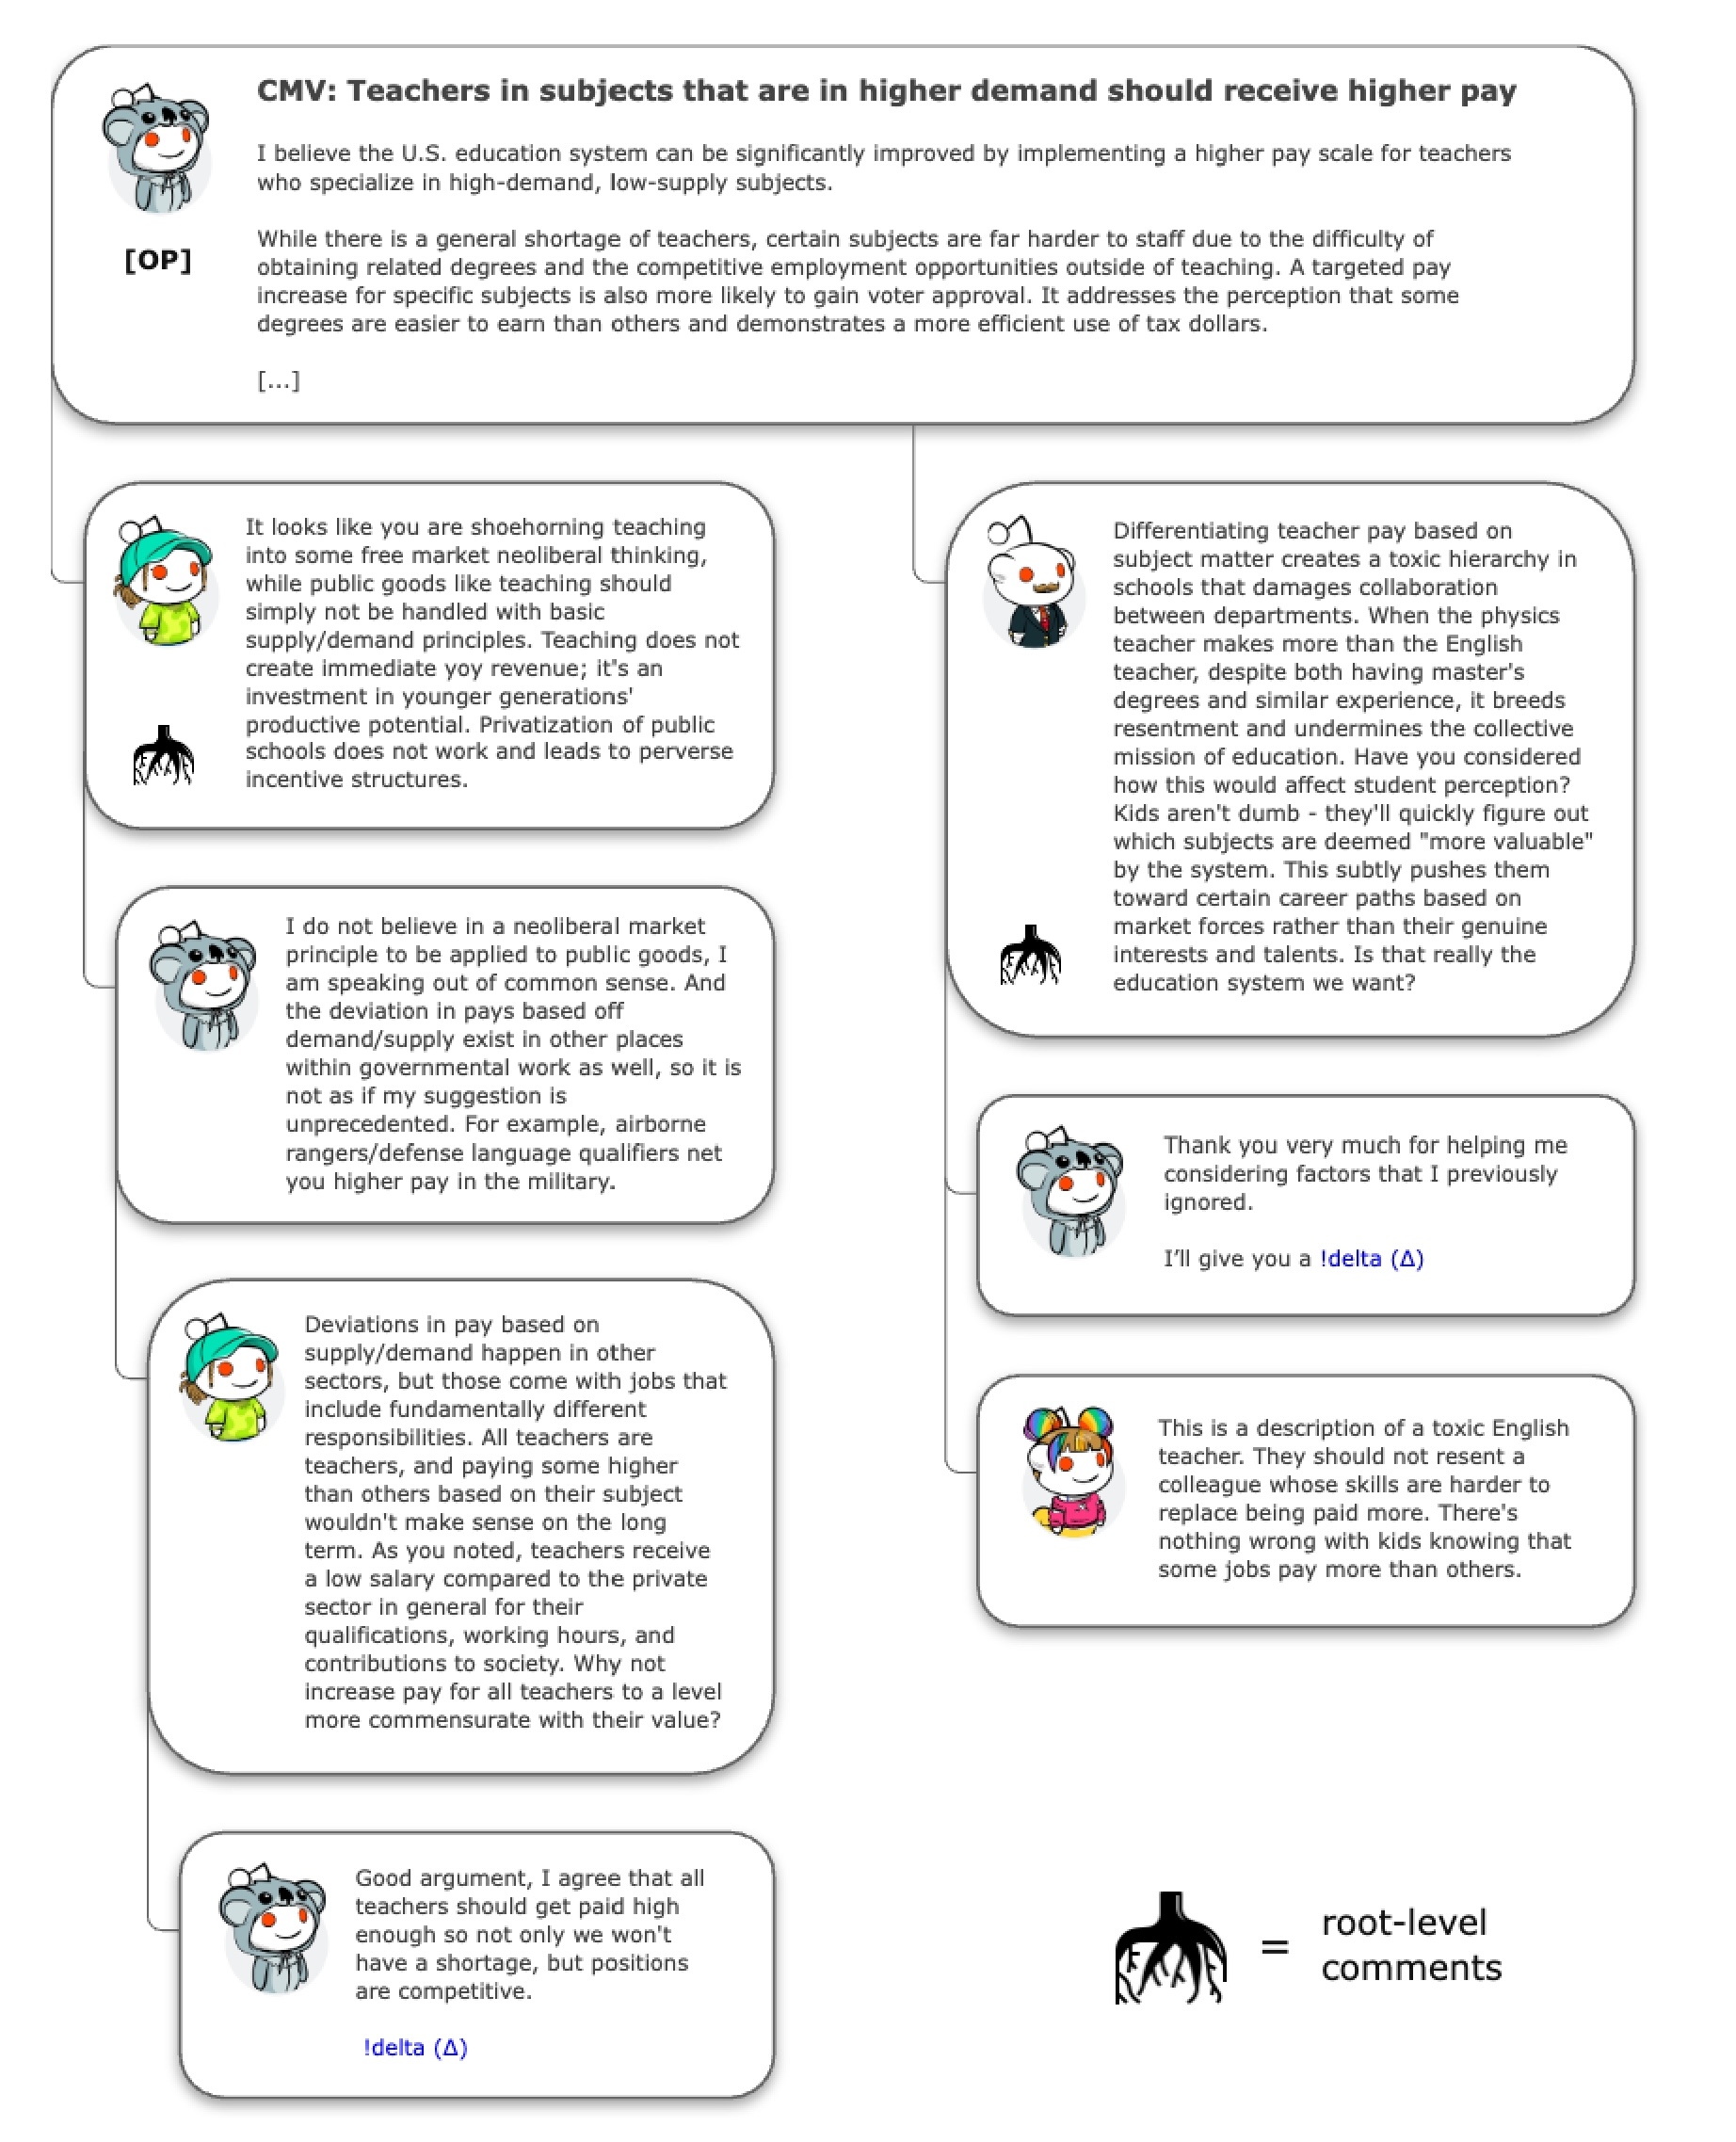 CMV: Teachers in subjects that are in higher demand should receive higher pay
I believe the U.S. education system can be significantly improved by implementing a higher pay scale for teachers
who specialize in high-demand, low-supply subjects.
[OP]
While there is a general shortage of teachers, certain subjects are far harder to staff due to the difficulty of
obtaining related degrees and the competitive employment opportunities outside of teaching. A targeted pay
increase for specific subjects is also more likely to gain voter approval. It addresses the perception that some
degrees are easier to earn than others and demonstrates a more efficient use of tax dollars.
[...]
It looks like you are shoehorning teaching
into some free market neoliberal thinking,
while public goods like teaching should
simply not be handled with basic
supply/demand principles. Teaching does not
create immediate yoy revenue; it's an
investment in younger generations'
productive potential. Privatization of public
schools does not work and leads to perverse
incentive structures.
I do not believe in a neoliberal market
principle to be applied to public goods, I
am speaking out of common sense. And
the deviation in pays based off
demand/supply exist in other places
within governmental work as well, so it is
not as if my suggestion is
unprecedented. For example, airborne
rangers/defense language qualifiers net
you higher pay in the military.
Deviations in pay based on
supply/demand happen in other
sectors, but those come with jobs that
include fundamentally different
responsibilities. All teachers are
teachers, and paying some higher
than others based on their subject
wouldn't make sense on the long
term. As you noted, teachers receive
a low salary compared to the private
sector in general for their
qualifications, working hours, and
contributions to society. Why not
increase pay for all teachers to a level
more commensurate with their value?
Good argument, I agree that all
teachers should get paid high
enough so not only we won't
have a shortage, but positions
are competitive.
!delta (Δ)
Differentiating teacher pay based on
subject matter creates a toxic hierarchy in
schools that damages collaboration
between departments. When the physics
teacher makes more than the English
teacher, despite both having master's
degrees and similar experience, it breeds
resentment and undermines the collective
mission of education. Have you considered
how this would affect student perception?
Kids aren't dumb - they'll quickly figure out
which subjects are deemed "more valuable"
by the system. This subtly pushes them
toward certain career paths based on
market forces rather than their genuine
interests and talents. Is that really the
education system we want?
Thank you very much for helping me
considering factors that I previously
ignored.
I’ll give you a !delta (Δ)
This is a description of a toxic English
teacher. They should not resent a
colleague whose skills are harder to
replace being paid more. There's
nothing wrong with kids knowing that
some jobs pay more than others.
= root-level
comments